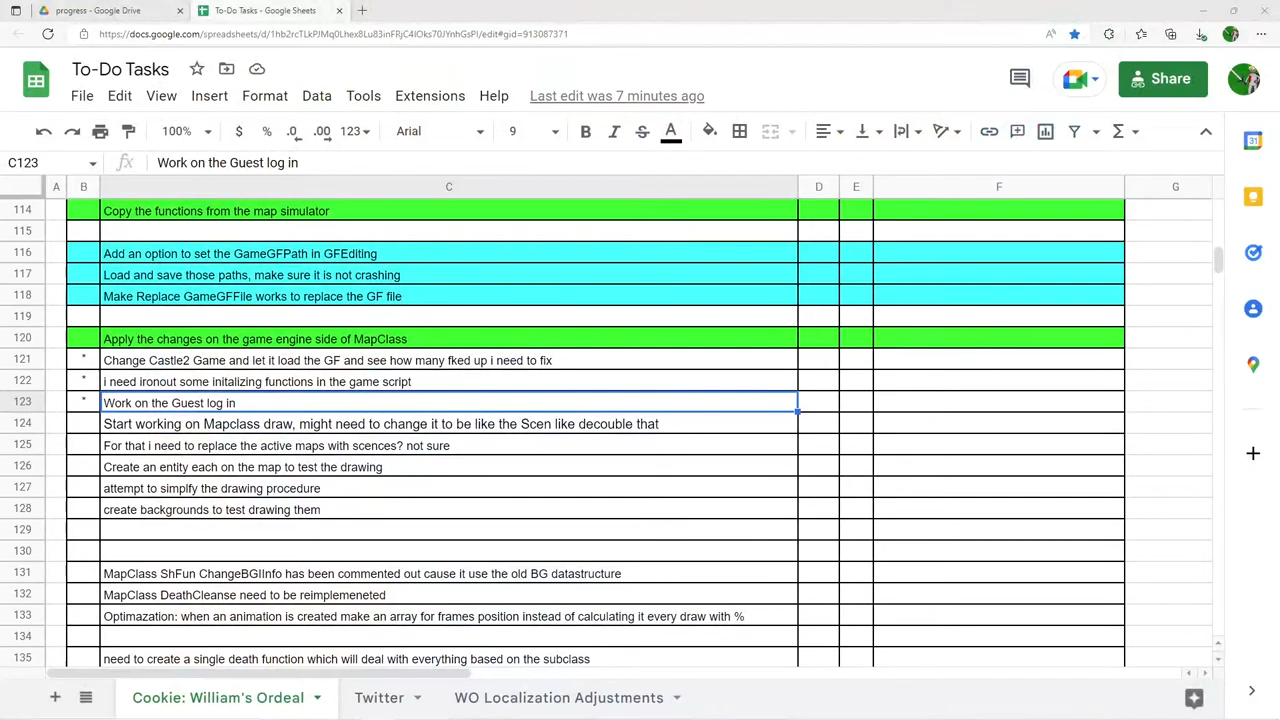 progress - Google Drive
To-Do Tasks - Google Sheets
https://docs.google.com/spreadsheets/d/1hb2rcTLkPJMq0Lhex8Lu83inFRjC4IOks70JYnhGsPI/edit#gid=913087371
To-Do Tasks
Share
File Edit View Insert Format Data Tools Extensions Help Last edit was 7 minutes ago
100% $ % .0 .00 123 Arial 9 B I S A
C123 fx Work on the Guest log in
A B C D E F G
114 Copy the functions from the map simulator
115
116 Add an option to set the GameGFPath in GFEditing
117 Load and save those paths, make sure it is not crashing
118 Make Replace GameGFFile works to replace the GF file
119
120 Apply the changes on the game engine side of MapClass
121 * Change Castle2 Game and let it load the GF and see how many fked up i need to fix
122 * i need ironout some initalizing functions in the game script
123 * Work on the Guest log in
124 Start working on Mapclass draw, might need to change it to be like the Scen like decouble that
125 For that i need to replace the active maps with scences? not sure
126 Create an entity each on the map to test the drawing
127 attempt to simplfy the drawing procedure
128 create backgrounds to test drawing them
129
130
131 MapClass ShFun ChangeBGIInfo has been commented out cause it use the old BG datastructure
132 MapClass DeathCleanse need to be reimplemeneted
133 Optimazation: when an animation is created make an array for frames position instead of calculating it every draw with %
134
135 need to create a single death function which will deal with everything based on the subclass
Cookie: William's Ordeal Twitter WO Localization Adjustments